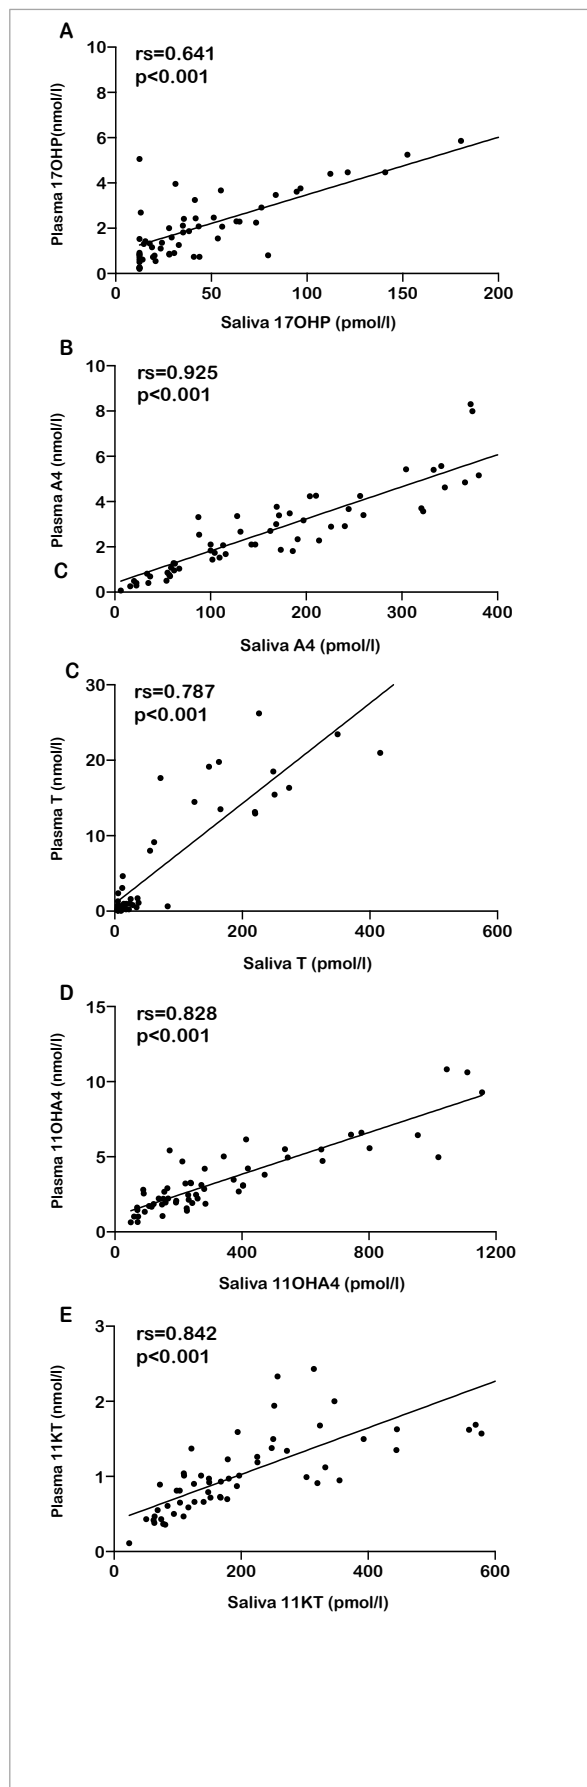 A
rs=0.641
p<0.001
10
8
6
4
2
0
Plasma 17OHP(nmol/l)
0 50 100 150 200
Saliva 17OHP (pmol/l)
B
rs=0.925
p<0.001
10
8
6
4
2
0
Plasma A4 (nmol/l)
C
0 100 200 300 400
Saliva A4 (pmol/l)
C
rs=0.787
p<0.001
30
20
10
0
Plasma T (nmol/l)
0 200 400 600
Saliva T (pmol/l)
D
rs=0.828
p<0.001
15
10
5
0
Plasma 11OHA4 (nmol/l)
0 400 800 1200
Saliva 11OHA4 (pmol/l)
E
rs=0.842
p<0.001
3
2
1
0
Plasma 11KT (nmol/l)
0 200 400 600
Saliva 11KT (pmol/l)